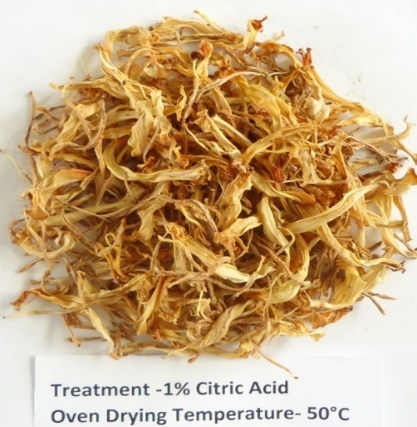 Treatment -1% Citric Acid
Oven Drying Temperature- 50°C